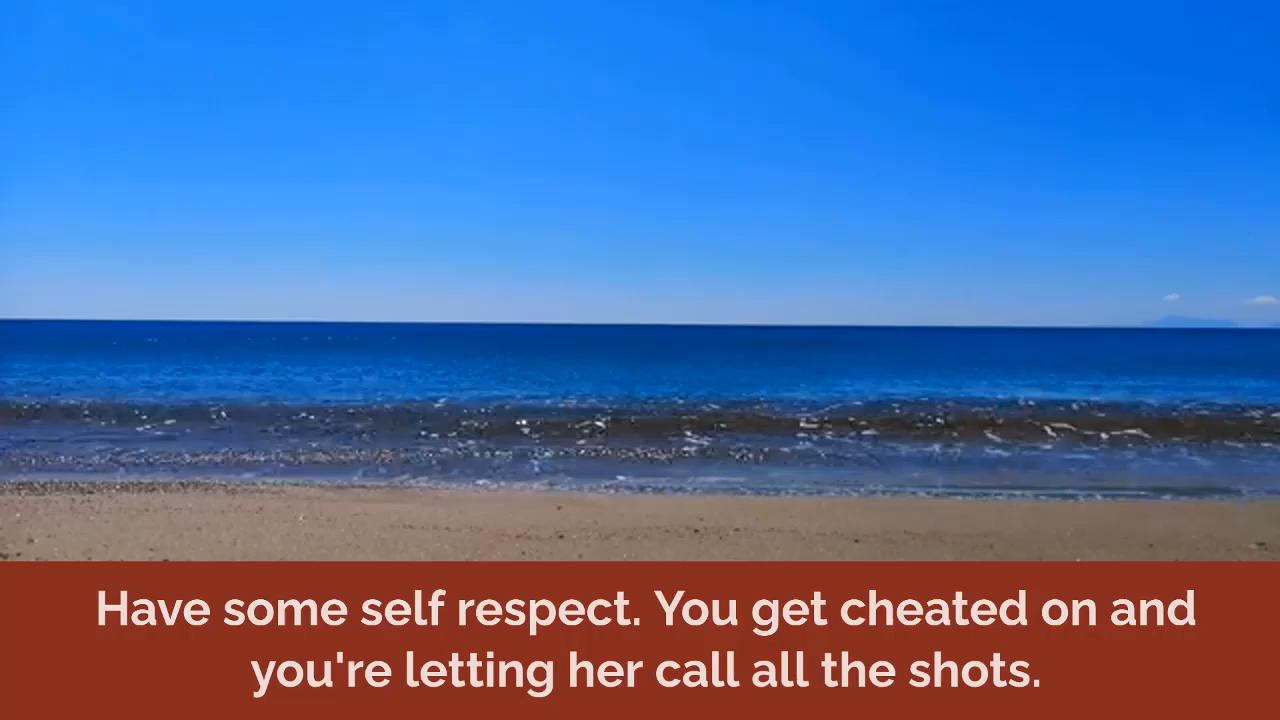 Have some self respect. You get cheated on and
you're letting her call all the shots.